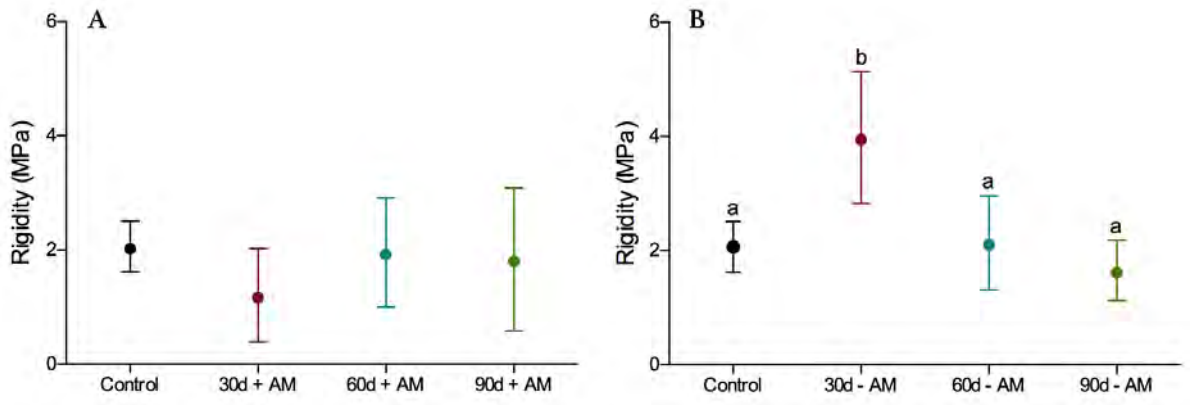 A
Rigidity (MPa)
6
4
2
0
Control 30d + AM 60d + AM 90d + AM
B
Rigidity (MPa)
6
4
2
0
a
b
a
a
Control 30d - AM 60d - AM 90d - AM